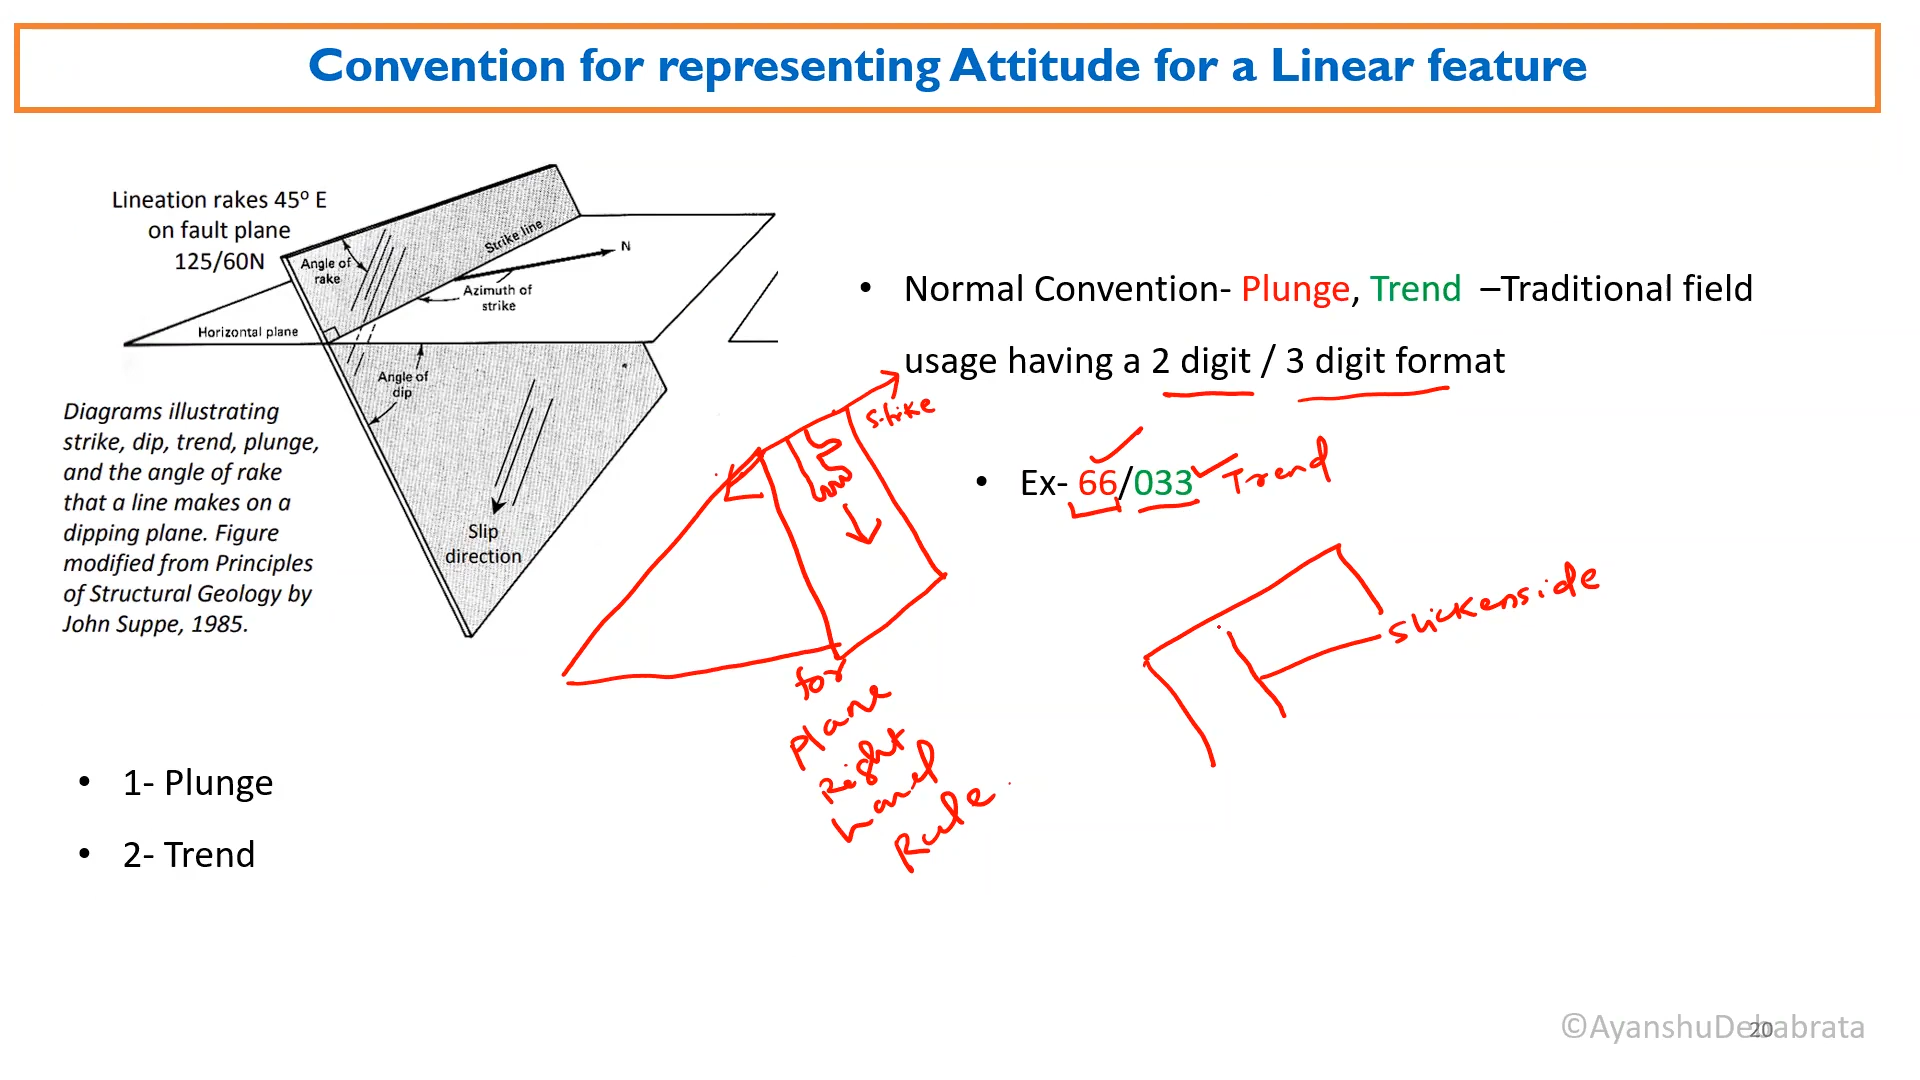 Convention for representing Attitude for a Linear feature
Lineation rakes 45º E
on fault plane
125/60N
Angle of
rake
Strike line
N
Azimuth of
strike
Horizontal plane
Angle of
dip
Slip
direction
Diagrams illustrating
strike, dip, trend, plunge,
and the angle of rake
that a line makes on a
dipping plane. Figure
modified from Principles
of Structural Geology by
John Suppe, 1985.
• Normal Convention- Plunge, Trend –Traditional field
usage having a 2 digit / 3 digit format
strike
• Ex- 66/033 Trend
slickenside
for
plane
Right
hand
Rule
• 1- Plunge
• 2- Trend
©AyanshuDebabrata
20